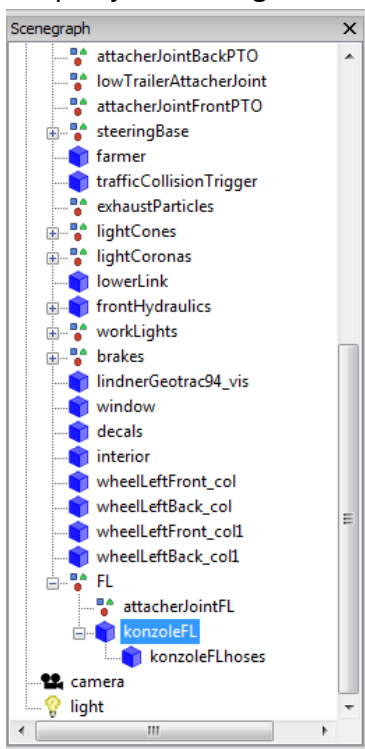 Scenegraph
attacherJointBackPTO
lowTrailerAttacherJoint
attacherJointFrontPTO
steeringBase
farmer
trafficCollisionTrigger
exhaustParticles
lightCones
lightCoronas
lowerLink
frontHydraulics
workLights
brakes
lindnerGeotrac94_vis
window
decals
interior
wheelLeftFront_col
wheelLeftBack_col
wheelLeftFront_col1
wheelLeftBack_col1
FL
attacherJointFL
konzoleFL
konzoleFLhoses
camera
light